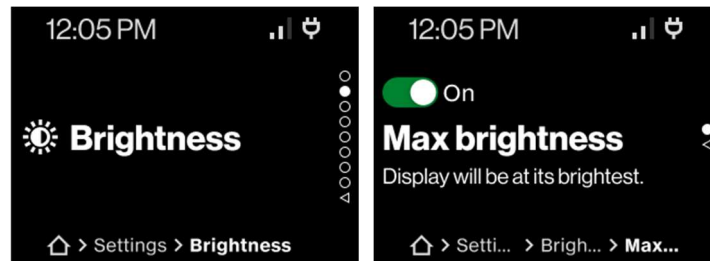 12:05 PM
Brightness
Settings > Brightness
12:05 PM
On
Max brightness
Display will be at its brightest.
Setti... > Brigh... > Max...